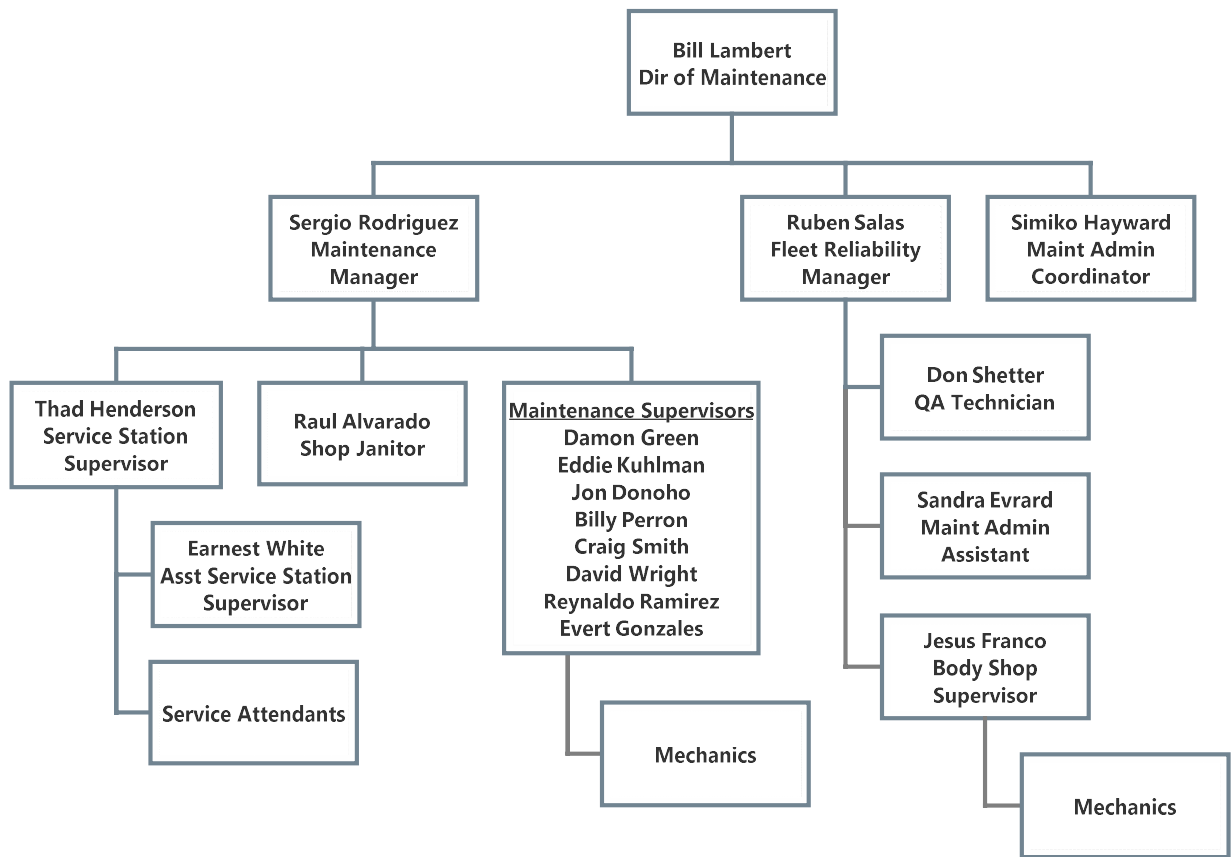 Bill Lambert
Dir of Maintenance
Sergio Rodriguez
Maintenance
Manager
Ruben Salas
Fleet Reliability
Manager
Simiko Hayward
Maint Admin
Coordinator
Thad Henderson
Service Station
Supervisor
Raul Alvarado
Shop Janitor
Maintenance Supervisors
Damon Green
Eddie Kuhlman
Jon Donoho
Billy Perron
Craig Smith
David Wright
Reynaldo Ramirez
Evert Gonzales
Don Shetter
QA Technician
Earnest White
Asst Service Station
Supervisor
Sandra Evrard
Maint Admin
Assistant
Service Attendants
Mechanics
Jesus Franco
Body Shop
Supervisor
Mechanics